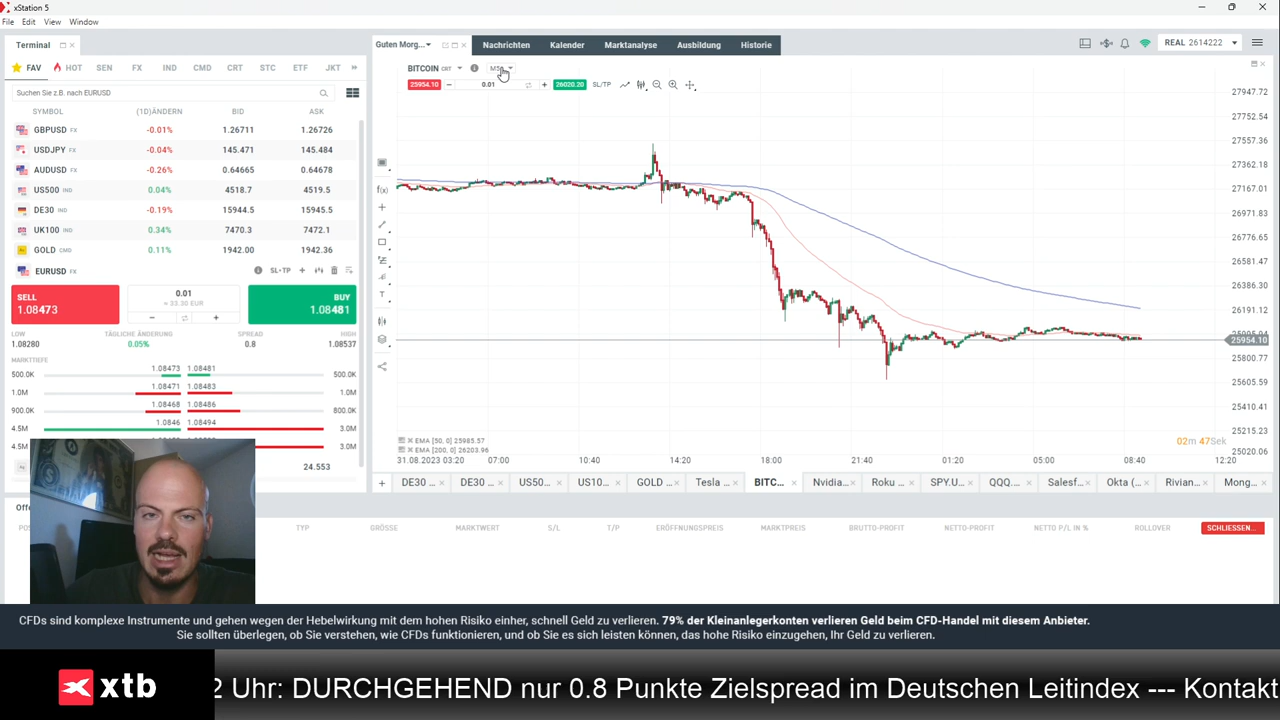 xStation 5
File Edit View Window
Terminal
Guten Morg...
Nachrichten
Kalender
Marktanalyse
Ausbildung
Historie
REAL 2614222
FAV HOT SEN FX IND CMD CRT STC ETF JKT
BITCOIN CRT
25954.10 0.01 26020.20 SL/TP
Suchen Sie z.B. nach EURUSD
SYMBOL (1D)ÄNDERN BID ASK
GBPUSD FX -0.01% 1.26711 1.26726
USDJPY FX -0.04% 145.471 145.484
AUDUSD FX -0.26% 0.64665 0.64678
US500 IND 0.04% 4518.7 4519.5
DE30 IND -0.19% 15944.5 15945.5
UK100 IND 0.34% 7470.3 7472.1
GOLD CMD 0.11% 1942.00 1942.36
EURUSD FX SL•TP
SELL
1.08473
0.01
≈ 33.30 EUR
BUY
1.08481
LOW TÄGLICHE ÄNDERUNG SPREAD HIGH
1.08280 0.05% 0.8 1.08537
MARKTTIEFE
500.0K 1.08473 1.08481 500.0K
1.0M 1.08471 1.08483 1.0M
900.0K 1.08468 1.08486 800.0K
4.5M 1.0846 1.08494 3.0M
4.5M 3.0M
24.553
27947.72
27752.54
27557.36
27362.18
27167.01
26971.83
26776.65
26581.47
26386.30
26191.12
25954.10
25800.77
25605.59
25410.41
25215.23
25020.06
02m 47Sek
EMA [50, 0] 25985.57
EMA [200, 0] 26203.96
31.08.2023 03:20 07:00 10:40 14:20 18:00 21:40 01:20 05:00 08:40 12:20
+ DE30 ... DE30 ... US50... US10... GOLD ... Tesla ... BITC... Nvidia... Roku ... SPY.U... QQQ.... Salesf... Okta (... Rivian... Mong...
TYP GRÖSSE MARKTWERT S/L T/P ERÖFFNUNGSPREIS MARKTPREIS BRUTTO-PROFIT NETTO-PROFIT NETTO P/L IN % ROLLOVER SCHLIESSEN...
CFDs sind komplexe Instrumente und gehen wegen der Hebelwirkung mit dem hohen Risiko einher, schnell Geld zu verlieren. 79% der Kleinanlegerkonten verlieren Geld beim CFD-Handel mit diesem Anbieter.
Sie sollten überlegen, ob Sie verstehen, wie CFDs funktionieren, und ob Sie es sich leisten können, das hohe Risiko einzugehen, Ihr Geld zu verlieren.
xtb
2 Uhr: DURCHGEHEND nur 0.8 Punkte Zielspread im Deutschen Leitindex --- Kontakt